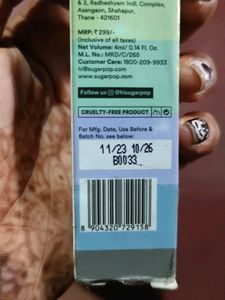 & 2, Radheshyam Indl, Complex,
Asangaon, Shahapur,
Thane - 421601
MRP: ₹ 299/-
(Inclusive of all taxes)
Net Volume: 4ml/ 0.14 Fl. Oz.
M.L. No.: MKD/C/265
Customer Care: 1800-209-9933
hi@sugarpop.com
www.sugarpop.com
Follow us @hisugarpop
CRUELTY-FREE PRODUCT
For Mfg. Date, Use Before &
Batch No. see below:
11/23 10/26
B0033
8 904320 729158